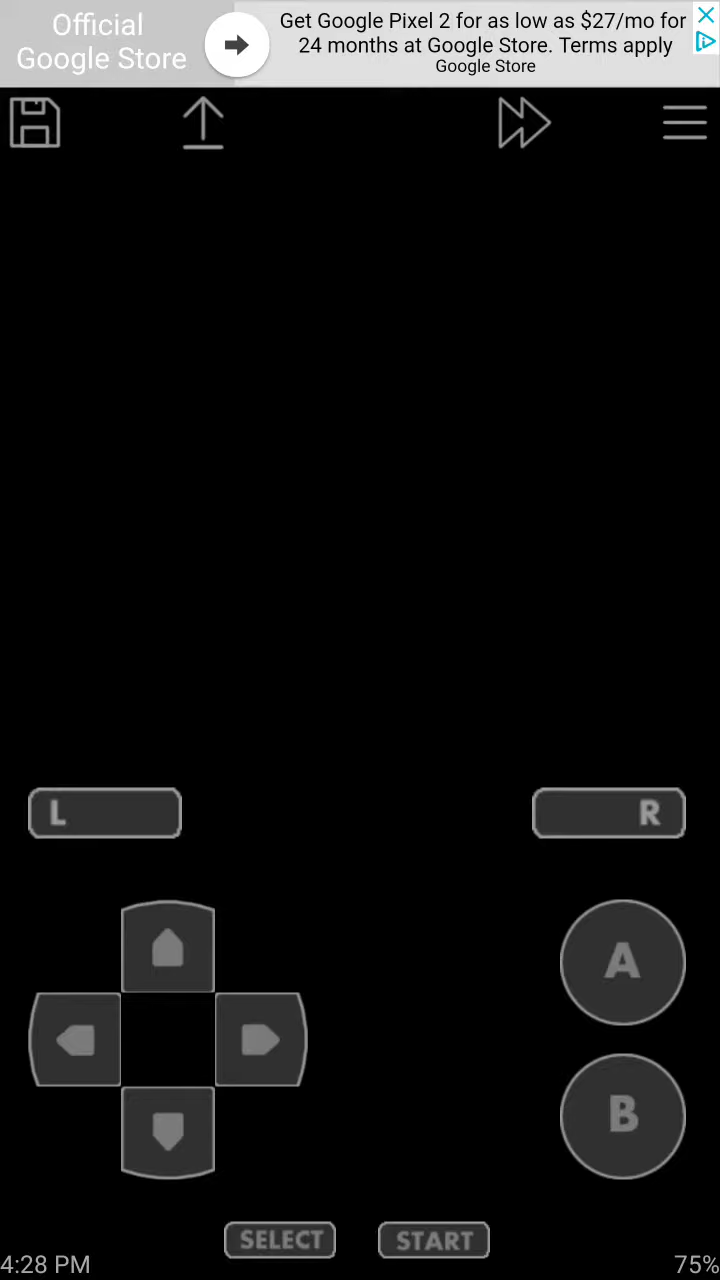 Official
Google Store
Get Google Pixel 2 for as low as $27/mo for
24 months at Google Store. Terms apply
Google Store
L
R
A
B
SELECT
START
4:28 PM
75%